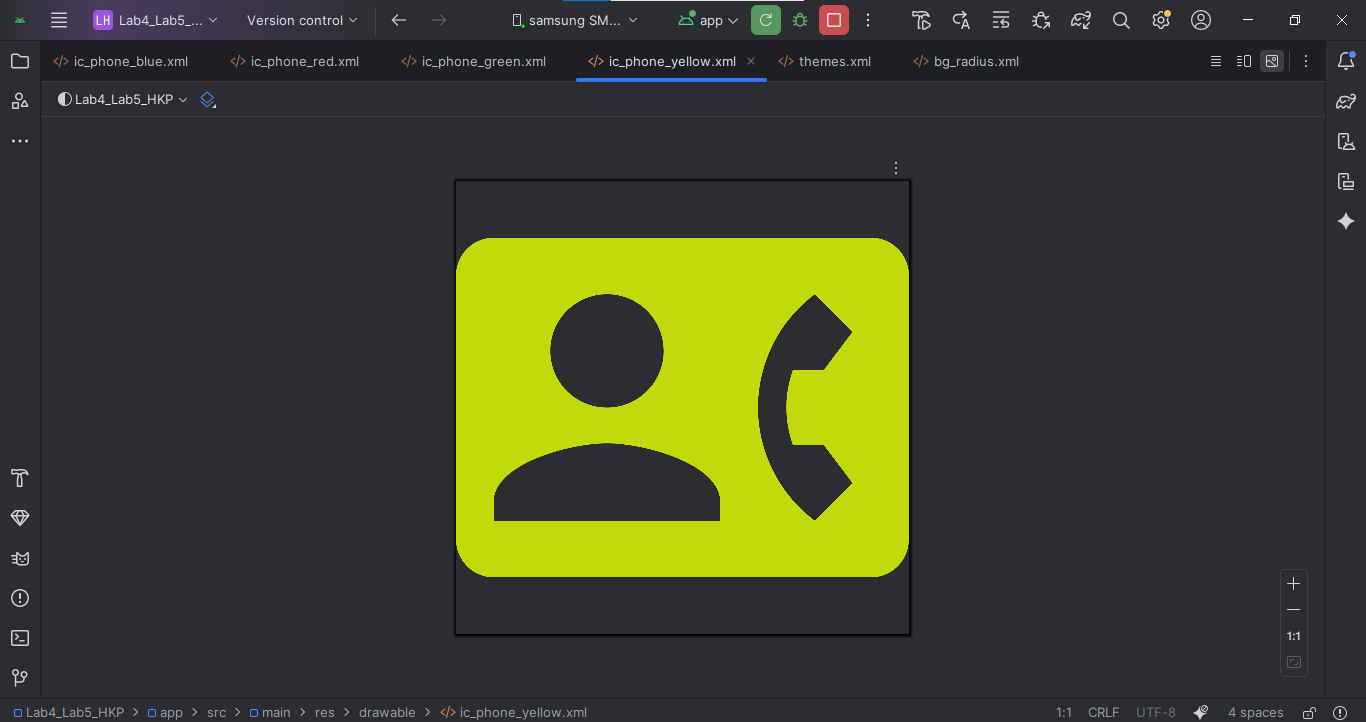 LH Lab4_Lab5_... Version control samsung SM... app
ic_phone_blue.xml ic_phone_red.xml ic_phone_green.xml ic_phone_yellow.xml themes.xml bg_radius.xml
Lab4_Lab5_HKP
1:1
Lab4_Lab5_HKP app src main res drawable ic_phone_yellow.xml 1:1 CRLF UTF-8 4 spaces